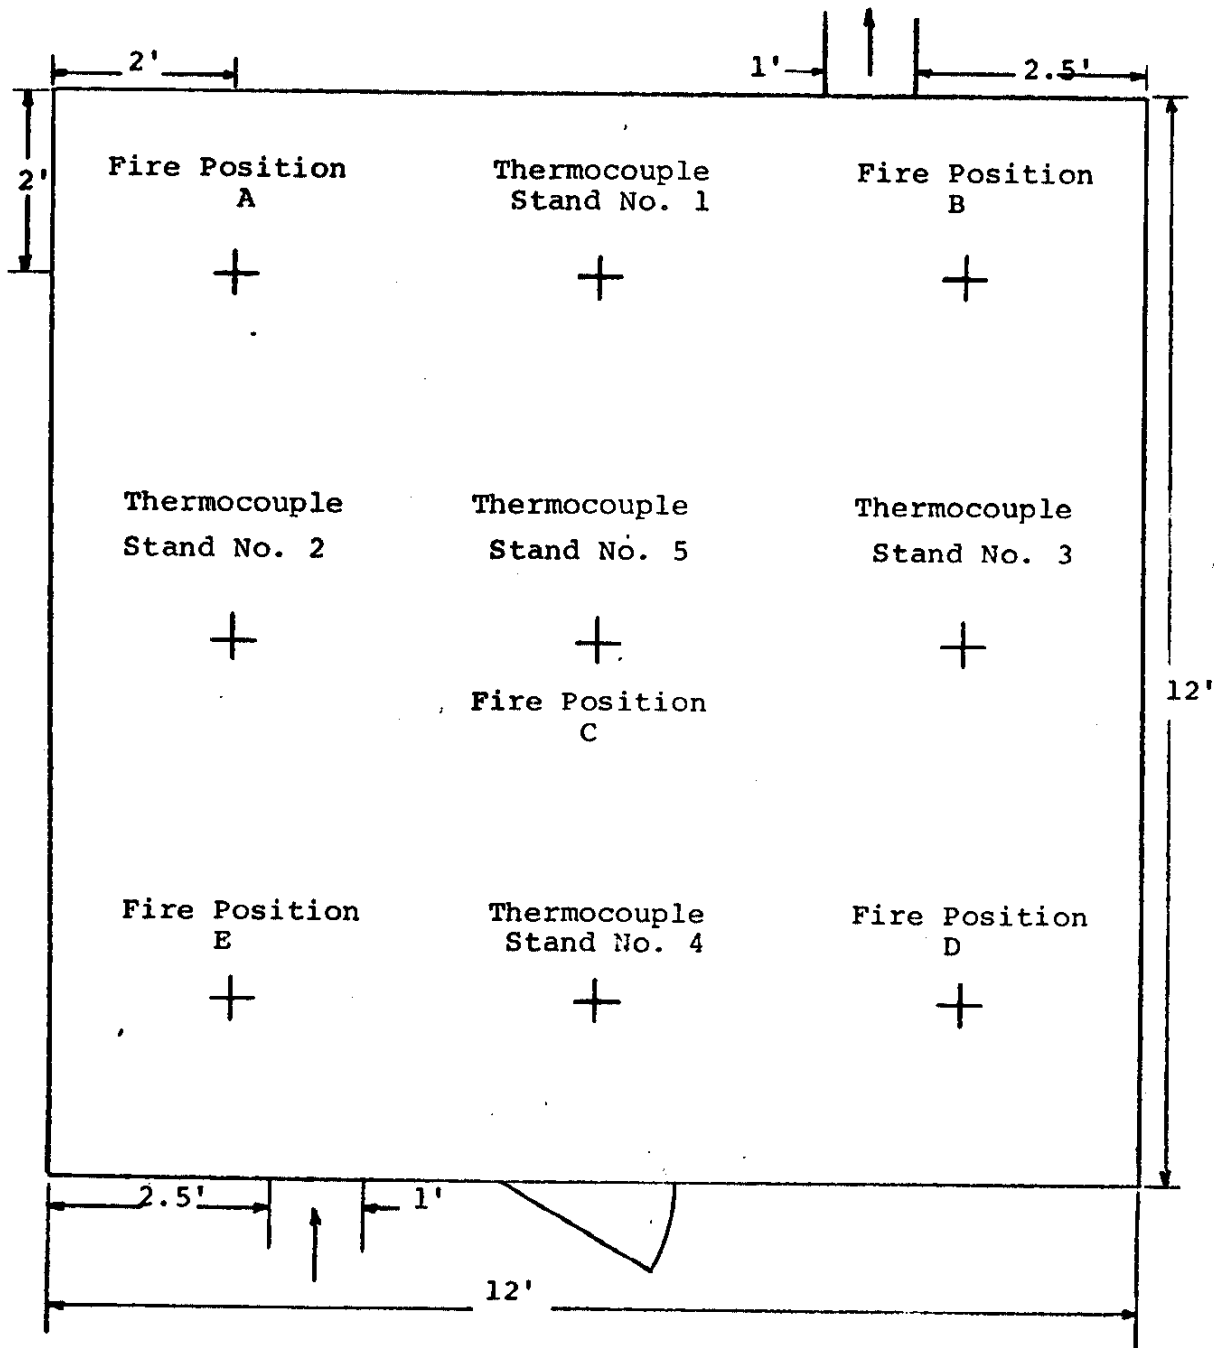 2'
1'
2.5'
2'
Fire Position
A
Thermocouple
Stand No. 1
Fire Position
B
Thermocouple
Stand No. 2
Thermocouple
Stand No. 5
Thermocouple
Stand No. 3
12'
Fire Position
C
Fire Position
E
Thermocouple
Stand No. 4
Fire Position
D
2.5'
1'
12'